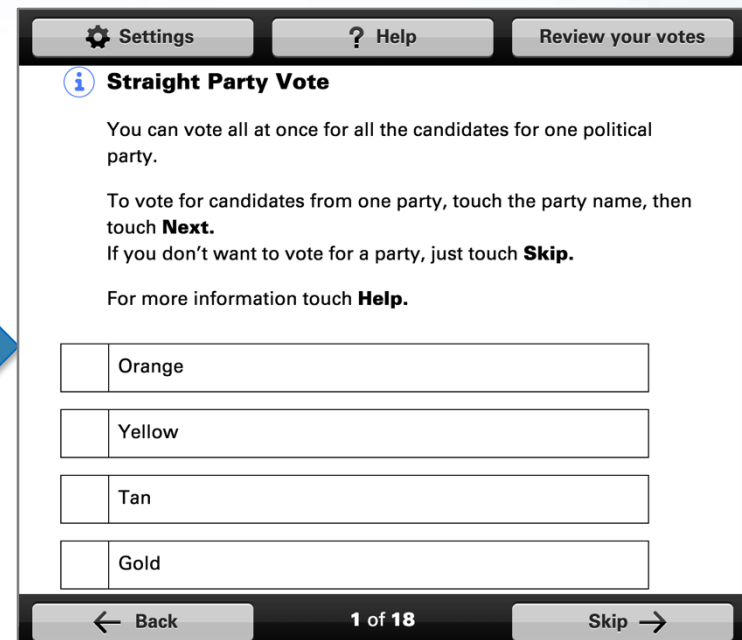 Settings
? Help
Review your votes
Straight Party Vote
You can vote all at once for all the candidates for one political
party.
To vote for candidates from one party, touch the party name, then
touch Next.
If you don’t want to vote for a party, just touch Skip.
For more information touch Help.
Orange
Yellow
Tan
Gold
← Back
1 of 18
Skip →